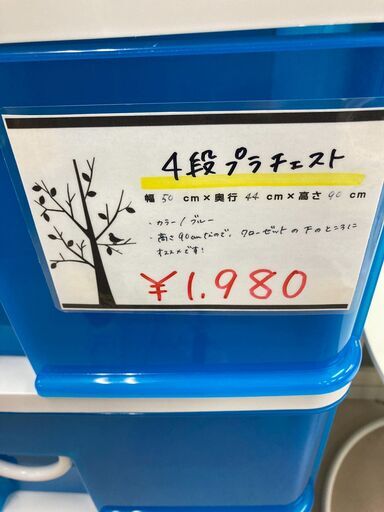 4段プラチェスト
幅 50 cm×奥行 44 cm×高さ 90 cm
・カラー/ブルー
・高さ90cmなので、クローゼットの下のところに
オススメです!
¥1.980